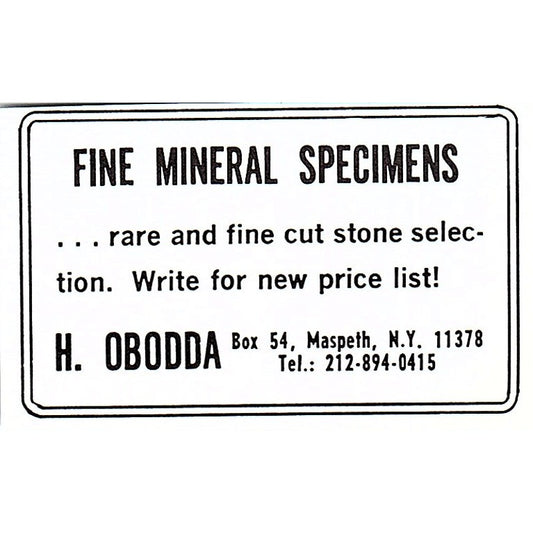 FINE MINERAL SPECIMENS
. . . rare and fine cut stone selec-
tion. Write for new price list!
H. OBODDA Box 54, Maspeth, N.Y. 11378
Tel.: 212-894-0415